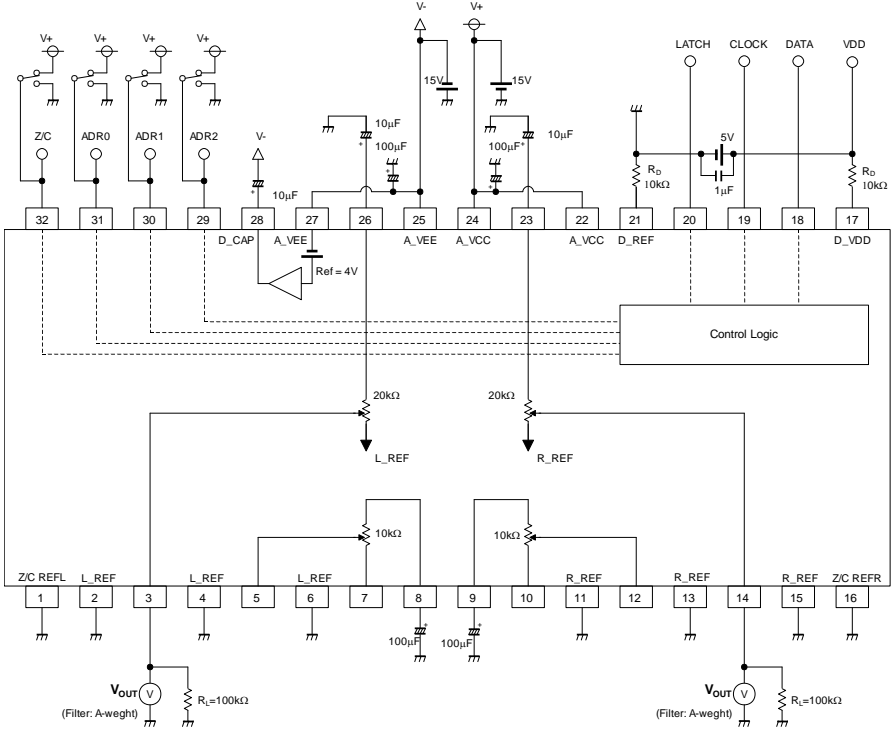 V-
V+
V+
V+
V+
V+
LATCH
CLOCK
DATA
VDD
15V
15V
10µF
100µF
10µF
100µF
5V
1µF
Z/C
ADR0
ADR1
ADR2
V-
10µF
RD
10kΩ
RD
10kΩ
32
31
30
29
28
27
26
25
24
23
22
21
20
19
18
17
D_CAP
A_VEE
A_VEE
A_VCC
A_VCC
D_REF
D_VDD
Ref = 4V
Control Logic
20kΩ
20kΩ
L_REF
R_REF
10kΩ
10kΩ
Z/C REFL
L_REF
L_REF
L_REF
R_REF
R_REF
R_REF
Z/C REFR
1
2
3
4
5
6
7
8
9
10
11
12
13
14
15
16
100µF
100µF
VOUT
V
RL=100kΩ
(Filter: A-weght)
VOUT
V
RL=100kΩ
(Filter: A-weght)